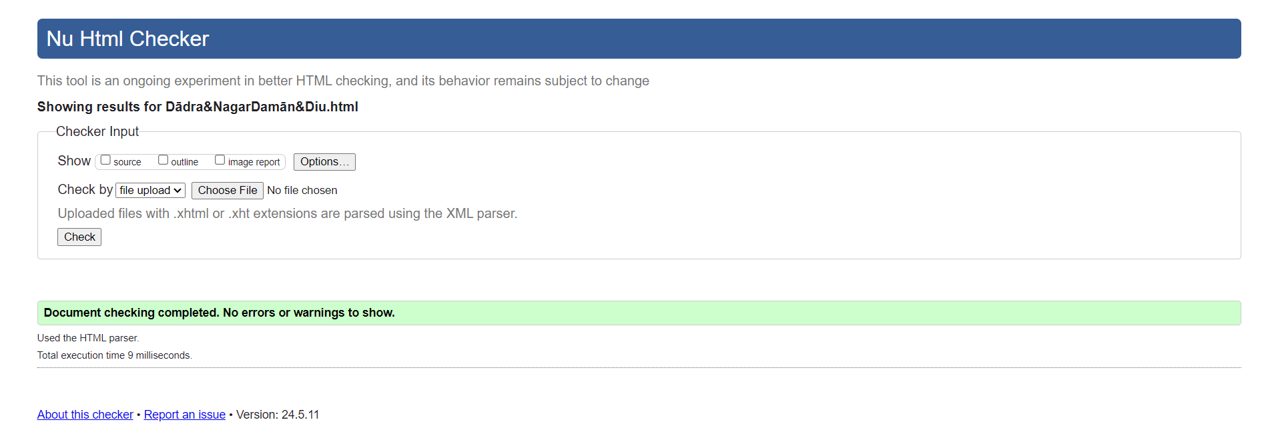 Nu Html Checker
This tool is an ongoing experiment in better HTML checking, and its behavior remains subject to change
Showing results for Dādra&NagarDamān&Diu.html
Checker Input
Show source outline image report Options...
Check by file upload Choose File No file chosen
Uploaded files with .xhtml or .xht extensions are parsed using the XML parser.
Check
Document checking completed. No errors or warnings to show.
Used the HTML parser.
Total execution time 9 milliseconds.
About this checker • Report an issue • Version: 24.5.11